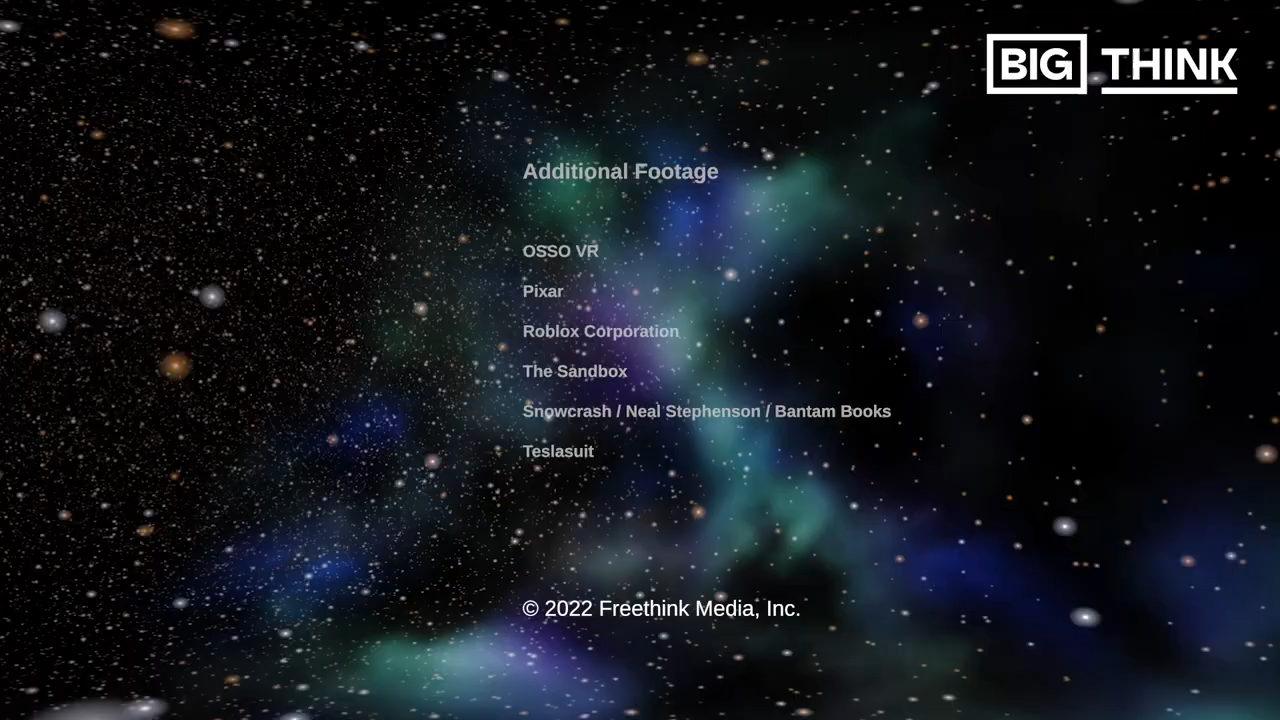 BIG THINK
Additional Footage
OSSO VR
Pixar
Roblox Corporation
The Sandbox
Snowcrash / Neal Stephenson / Bantam Books
Teslasuit
© 2022 Freethink Media, Inc.